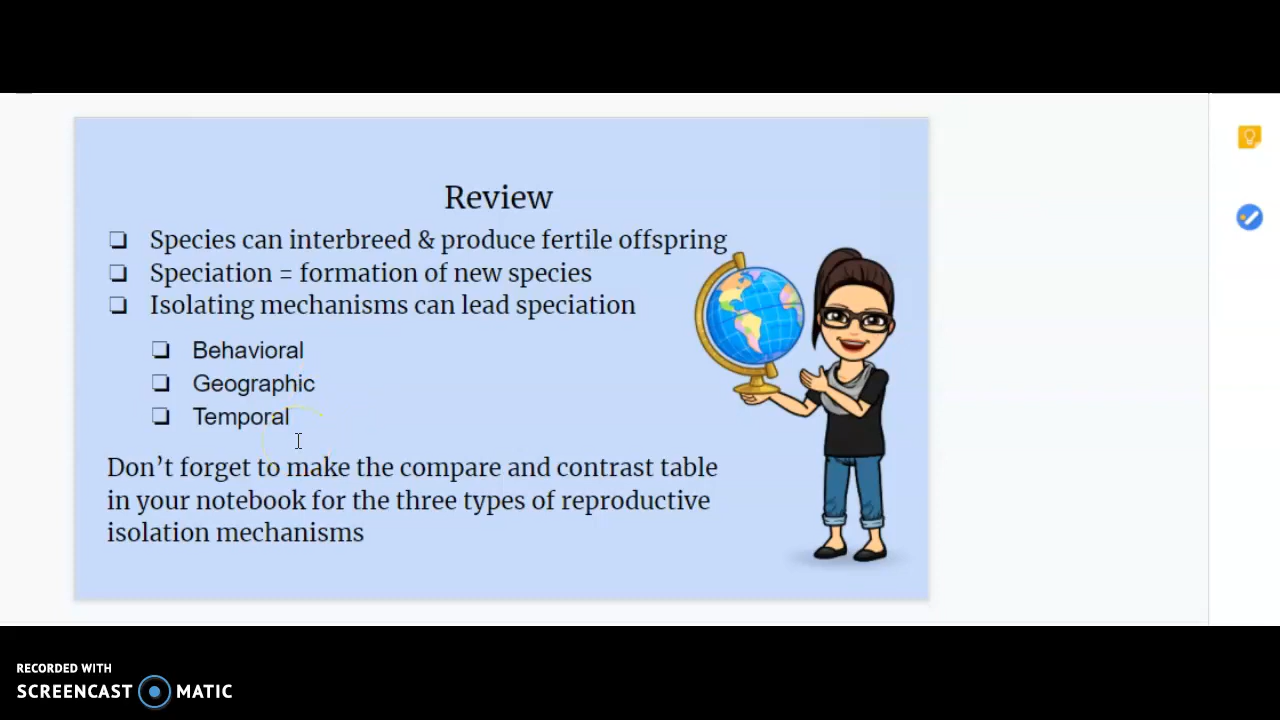 Review
❏ Species can interbreed & produce fertile offspring
❏ Speciation = formation of new species
❏ Isolating mechanisms can lead speciation
❏ Behavioral
❏ Geographic
❏ Temporal
Don’t forget to make the compare and contrast table
in your notebook for the three types of reproductive
isolation mechanisms
RECORDED WITH
SCREENCAST MATIC